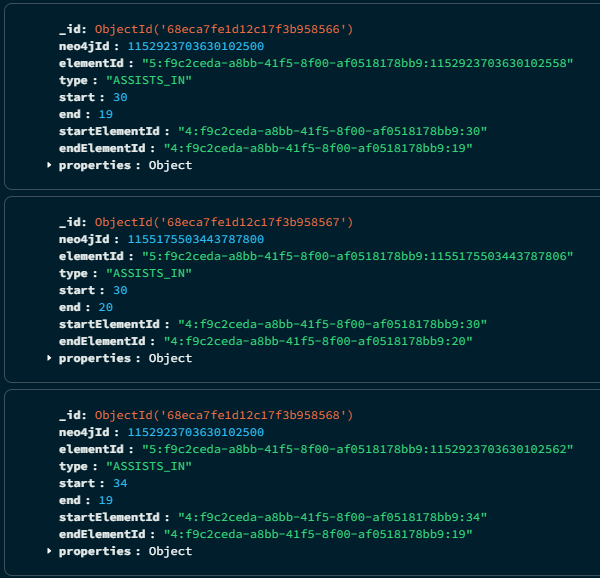 _id: ObjectId('68eca7fe1d12c17f3b958566')
neo4jId : 1152923703630102500
elementId : "5:f9c2ceda-a8bb-41f5-8f00-af0518178bb9:1152923703630102558"
type : "ASSISTS_IN"
start : 30
end : 19
startElementId : "4:f9c2ceda-a8bb-41f5-8f00-af0518178bb9:30"
endElementId : "4:f9c2ceda-a8bb-41f5-8f00-af0518178bb9:19"
properties : Object
_id: ObjectId('68eca7fe1d12c17f3b958567')
neo4jId : 1155175503443787800
elementId : "5:f9c2ceda-a8bb-41f5-8f00-af0518178bb9:1155175503443787806"
type : "ASSISTS_IN"
start : 30
end : 20
startElementId : "4:f9c2ceda-a8bb-41f5-8f00-af0518178bb9:30"
endElementId : "4:f9c2ceda-a8bb-41f5-8f00-af0518178bb9:20"
properties : Object
_id: ObjectId('68eca7fe1d12c17f3b958568')
neo4jId : 1152923703630102500
elementId : "5:f9c2ceda-a8bb-41f5-8f00-af0518178bb9:1152923703630102562"
type : "ASSISTS_IN"
start : 34
end : 19
startElementId : "4:f9c2ceda-a8bb-41f5-8f00-af0518178bb9:34"
endElementId : "4:f9c2ceda-a8bb-41f5-8f00-af0518178bb9:19"
properties : Object